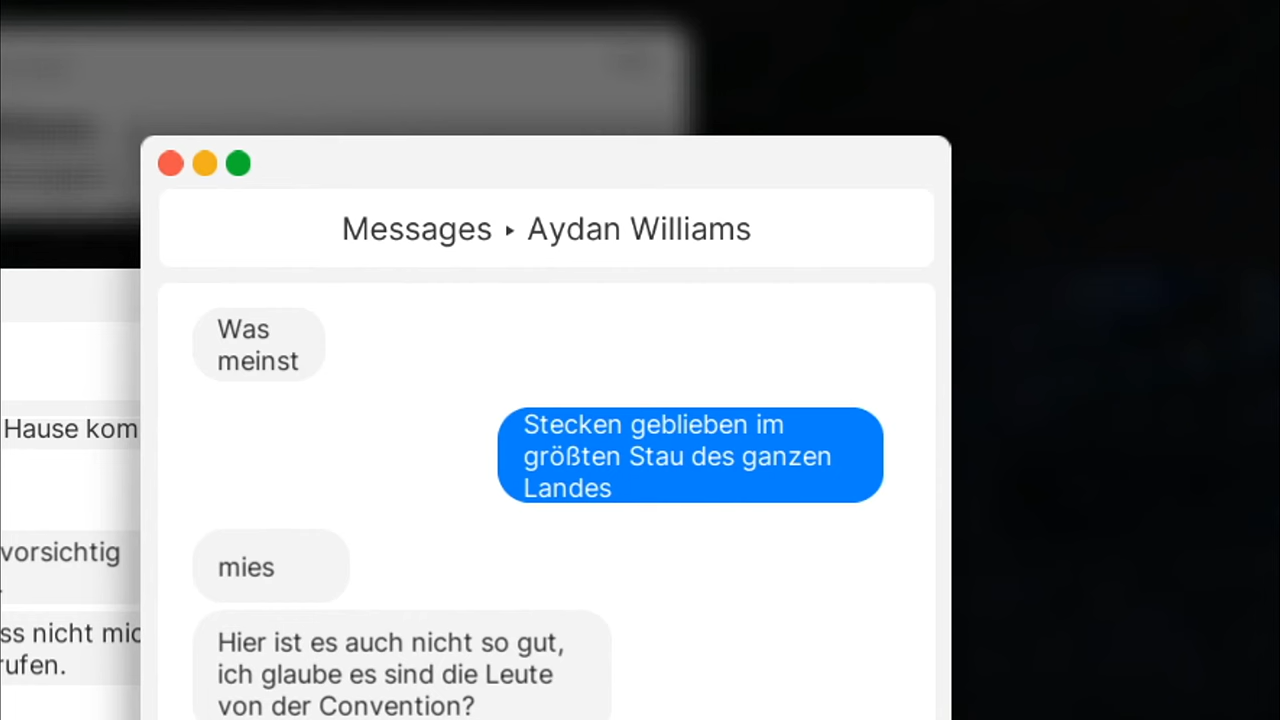 Messages ▸ Aydan Williams
Was
meinst
Stecken geblieben im
größten Stau des ganzen
Landes
mies
Hier ist es auch nicht so gut,
ich glaube es sind die Leute
von der Convention?
Hause kom
vorsichtig
ss nicht mic
rufen.